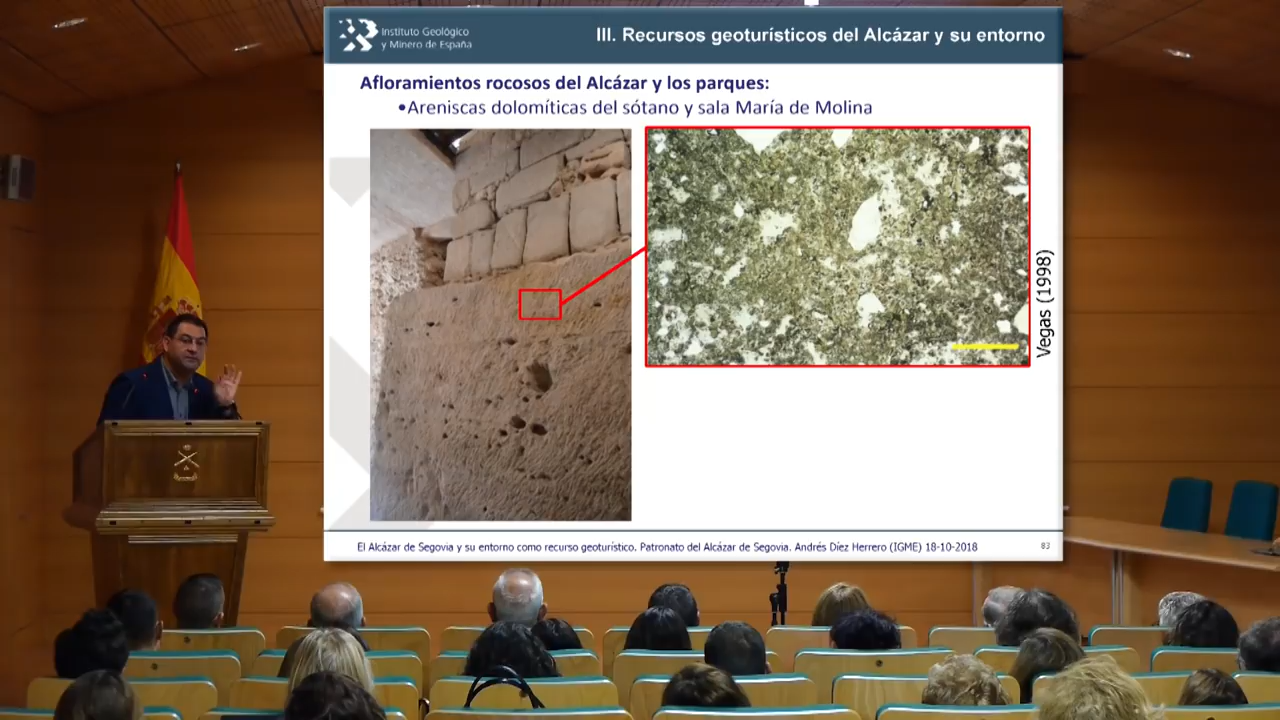 Instituto Geológico
y Minero de España
III. Recursos geoturísticos del Alcázar y su entorno
Afloramientos rocosos del Alcázar y los parques:
•Areniscas dolomíticas del sótano y sala María de Molina
Vegas (1998)
El Alcázar de Segovia y su entorno como recurso geoturístico. Patronato del Alcázar de Segovia. Andrés Díez Herrero (IGME) 18-10-2018
83